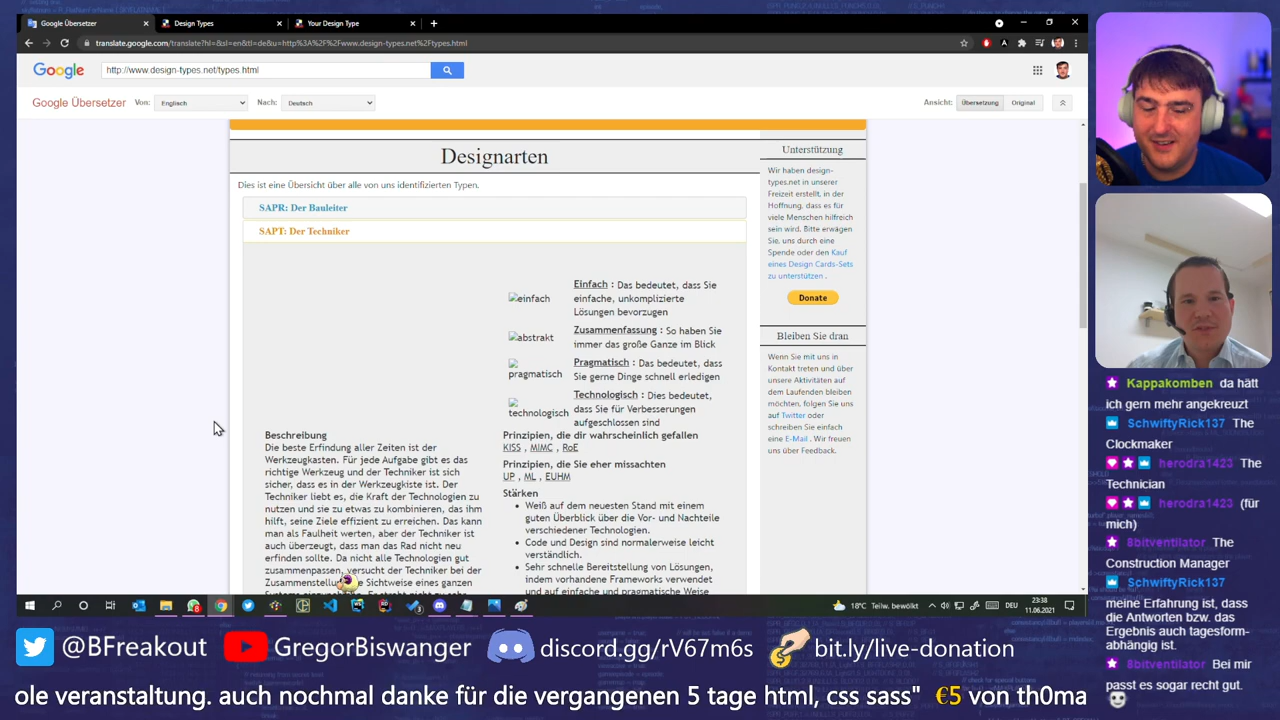 Google Übersetzer
Design Types
Your Design Type
translate.google.com/translate?hl=&sl=en&tl=de&u=http%3A%2F%2Fwww.design-types.net%2Ftypes.html
Google
http://www.design-types.net/types.html
Google Übersetzer
Von:
Englisch
Nach:
Deutsch
Ansicht:
Übersetzung
Original
Designarten
Dies ist eine Übersicht über alle von uns identifizierten Typen.
SAPR: Der Bauleiter
SAPT: Der Techniker
einfach
Einfach : Das bedeutet, dass Sie
einfache, unkomplizierte
Lösungen bevorzugen
abstrakt
Zusammenfassung : So haben Sie
immer das große Ganze im Blick
pragmatisch
Pragmatisch : Das bedeutet, dass
Sie gerne Dinge schnell erledigen
technologisch
Technologisch : Dies bedeutet,
dass Sie für Verbesserungen
aufgeschlossen sind
Beschreibung
Die beste Erfindung aller Zeiten ist der
Werkzeugkasten. Für jede Aufgabe gibt es das
richtige Werkzeug und der Techniker ist sich
sicher, dass es in der Werkzeugkiste ist. Der
Techniker liebt es, die Kraft der Technologien zu
nutzen und sie zu etwas zu kombinieren, das ihm
hilft, seine Ziele effizient zu erreichen. Das kann
man als Faulheit werten, aber der Techniker ist
auch überzeugt, dass man das Rad nicht neu
erfinden sollte. Da nicht alle Technologien gut
zusammenpassen, versucht der Techniker bei der
Sichtweise eines ganzen
Prinzipien, die dir wahrscheinlich gefallen
KISS , MIMC , RoE
Prinzipien, die Sie eher missachten
UP , ML , EUHM
Stärken
Weiß auf dem neuesten Stand mit einem
guten Überblick über die Vor- und Nachteile
verschiedener Technologien.
Code und Design sind normalerweise leicht
verständlich.
Sehr schnelle Bereitstellung von Lösungen,
indem vorhandene Frameworks verwendet
und auf einfache und pragmatische Weise
Unterstützung
Wir haben design-
types.net in unserer
Freizeit erstellt, in der
Hoffnung, dass es für
viele Menschen hilfreich
sein wird. Bitte erwägen
Sie, uns durch eine
Spende oder den Kauf
eines Design Cards-Sets
zu unterstützen .
Donate
Bleiben Sie dran
Wenn Sie mit uns in
Kontakt treten und über
unsere Aktivitäten auf
dem Laufenden bleiben
möchten, folgen Sie uns
auf Twitter oder
schreiben Sie einfach
eine E-Mail . Wir freuen
uns über Feedback.
18°C Teilw. bewölkt
DEU
23:38
11.06.2021
Kappakomben da hätt
ich gern mehr angekreuzt
SchwiftyRick137 The
Clockmaker
herodra1423 The
Technician
herodra1423 (für
mich)
8bitventilator The
Construction Manager
SchwiftyRick137
meine Erfahrung ist, dass
die Antworten bzw. das
Ergebnis auch tagesform-
abhängig ist.
8bitventilator Bei mir
passt es sogar recht gut.
@BFreakout
GregorBiswanger
discord.gg/rV67m6s
bit.ly/live-donation
ole veranstaltung. auch nochmal danke für die vergangenen 5 tage html, css sass" €5 von th0ma